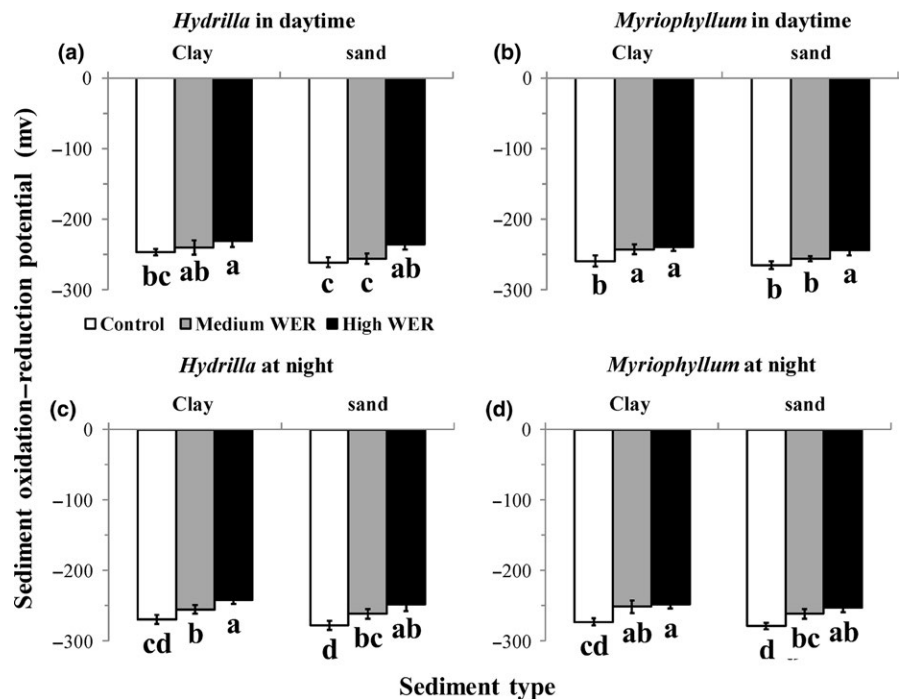 Sediment oxidation–reduction potential (mv)
Hydrilla in daytime
(a) Clay sand
0
−100
−200
−300
bc ab a c c ab
Myriophyllum in daytime
(b) Clay sand
0
−100
−200
−300
b a a b b a
Control Medium WER High WER
Hydrilla at night
(c) Clay sand
0
−100
−200
−300
cd b a d bc ab
Myriophyllum at night
(d) Clay sand
0
−100
−200
−300
cd ab a d bc ab
Sediment type